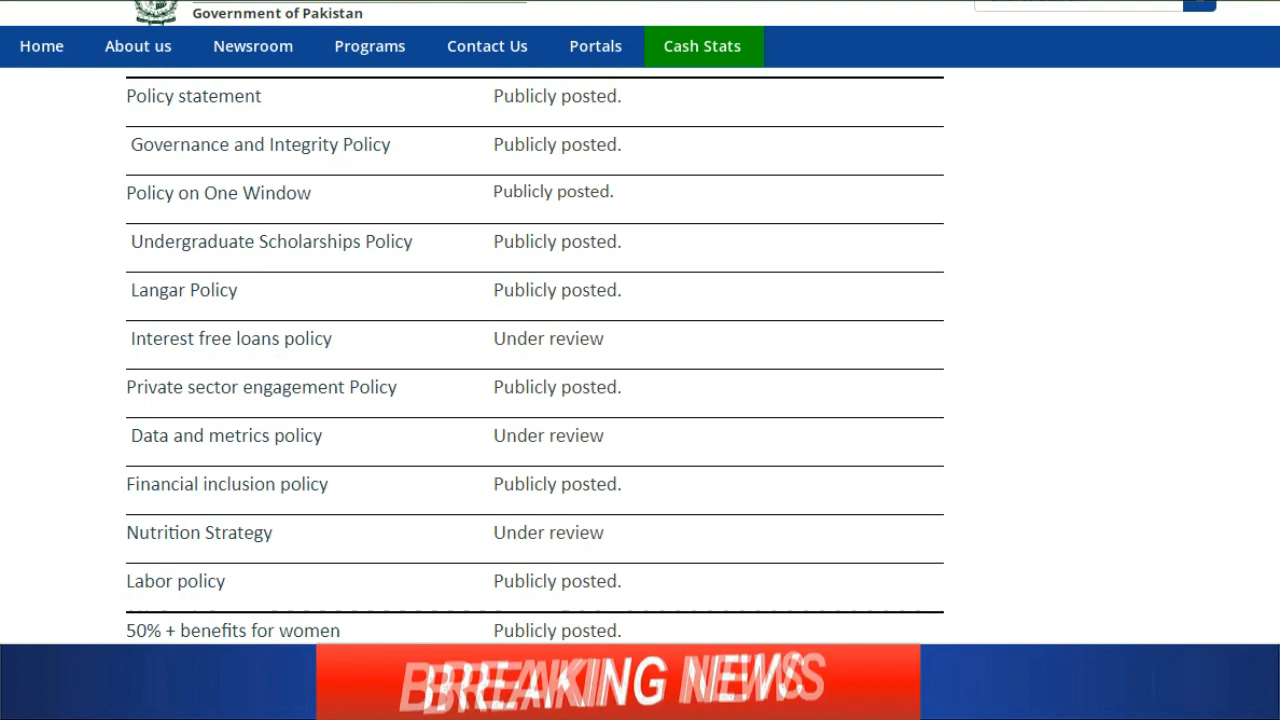 Government of Pakistan
Home About us Newsroom Programs Contact Us Portals Cash Stats
Policy statement Publicly posted.
Governance and Integrity Policy Publicly posted.
Policy on One Window Publicly posted.
Undergraduate Scholarships Policy Publicly posted.
Langar Policy Publicly posted.
Interest free loans policy Under review
Private sector engagement Policy Publicly posted.
Data and metrics policy Under review
Financial inclusion policy Publicly posted.
Nutrition Strategy Under review
Labor policy Publicly posted.
50% + benefits for women Publicly posted.
BREAKING NEWS